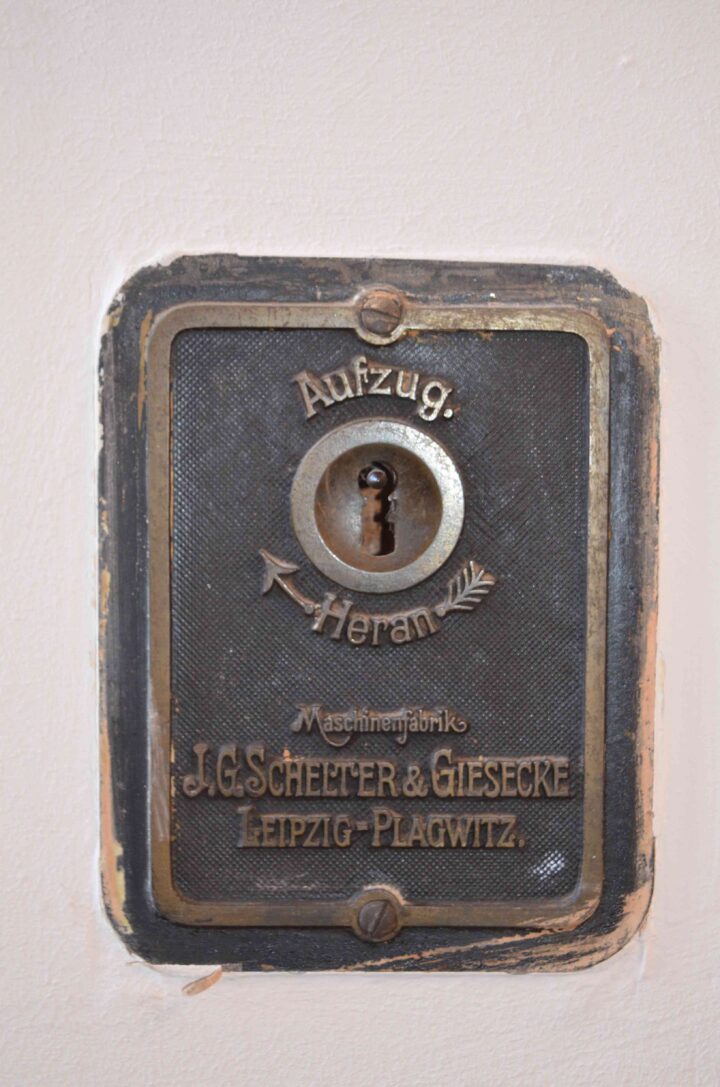 Aufzug.
Heran
Maschinenfabrik
J.G. SCHELTER & GIESECKE
LEIPZIG-PLAGWITZ.